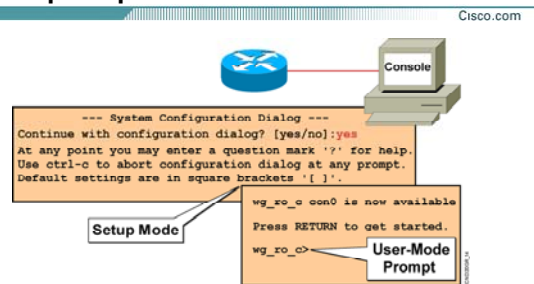 Cisco.com
Console
--- System Configuration Dialog ---
Continue with configuration dialog? [yes/no]:yes
At any point you may enter a question mark '?' for help.
Use ctrl-c to abort configuration dialog at any prompt.
Default settings are in square brackets '[ ]'.
Setup Mode
wg_ro_c con0 is now available
Press RETURN to get started.
wg_ro_c>
User-Mode
Prompt